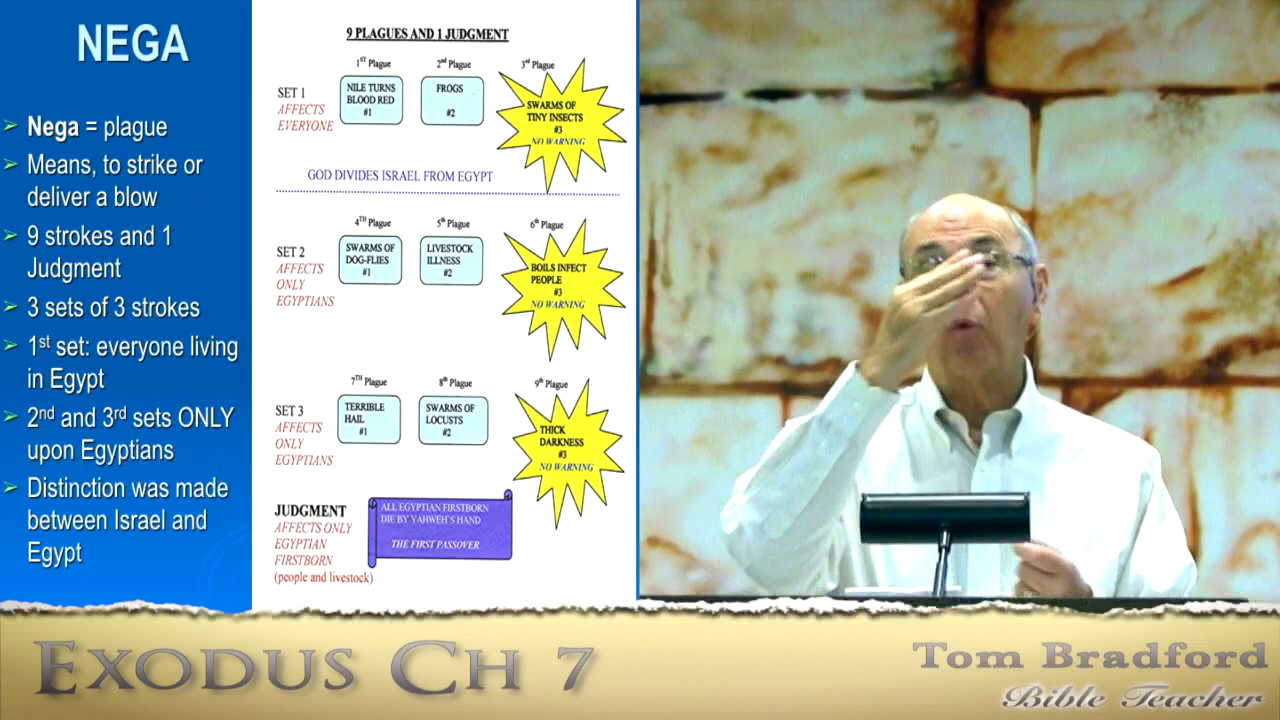 NEGA
Nega = plague
Means, to strike or
deliver a blow
9 strokes and 1
Judgment
3 sets of 3 strokes
1st set: everyone living
in Egypt
2nd and 3rd sets ONLY
upon Egyptians
Distinction was made
between Israel and
Egypt
9 PLAGUES AND 1 JUDGMENT
1ST Plague
2nd Plague
3rd Plague
SET 1
AFFECTS
EVERYONE
NILE TURNS
BLOOD RED
#1
FROGS
#2
SWARMS OF
TINY INSECTS
#3
NO WARNING
GOD DIVIDES ISRAEL FROM EGYPT
4TH Plague
5th Plague
6th Plague
SET 2
AFFECTS
ONLY
EGYPTIANS
SWARMS OF
DOG-FLIES
#1
LIVESTOCK
ILLNESS
#2
BOILS INFECT
PEOPLE
#3
NO WARNING
7TH Plague
8th Plague
9th Plague
SET 3
AFFECTS
ONLY
EGYPTIANS
TERRIBLE
HAIL
#1
SWARMS OF
LOCUSTS
#2
THICK
DARKNESS
#3
NO WARNING
JUDGMENT
AFFECTS ONLY
EGYPTIAN
FIRSTBORN
(people and livestock)
ALL EGYPTIAN FIRSTBORN
DIE BY YAHWEH'S HAND
THE FIRST PASSOVER
EXODUS CH 7
Tom Bradford
Bible Teacher